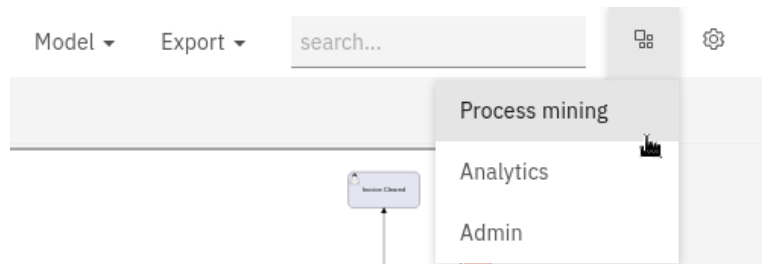 Model Export search...
Process mining
Analytics
Invoice Cleared
Admin